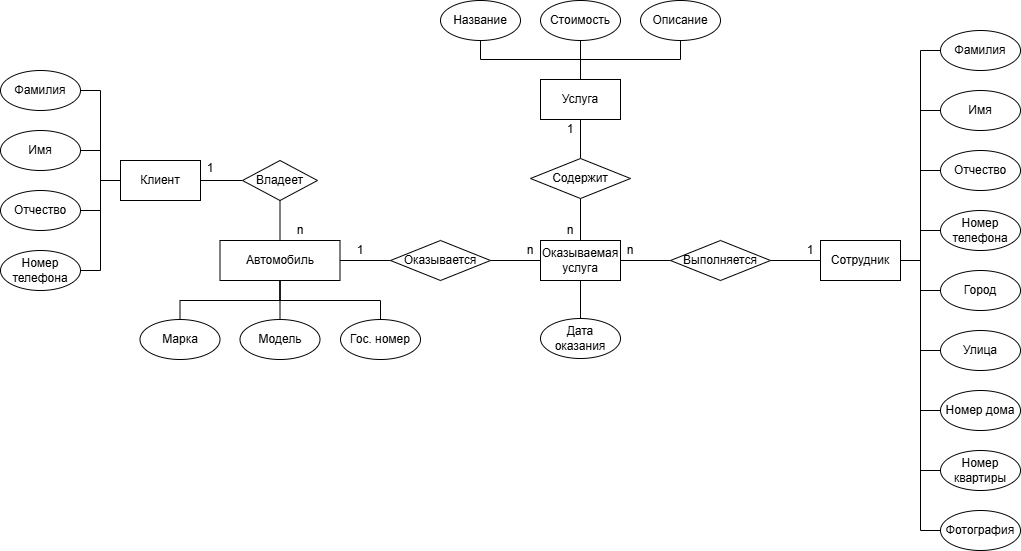 Название
Стоимость
Описание
Услуга
1
Содержит
n
Фамилия
Имя
Отчество
Номер
телефона
Клиент
1
Владеет
n
Автомобиль
1
Оказывается
n
Оказываемая
услуга
n
Выполняется
1
Сотрудник
Марка
Модель
Гос. номер
Дата
оказания
Фамилия
Имя
Отчество
Номер
телефона
Город
Улица
Номер дома
Номер
квартиры
Фотография